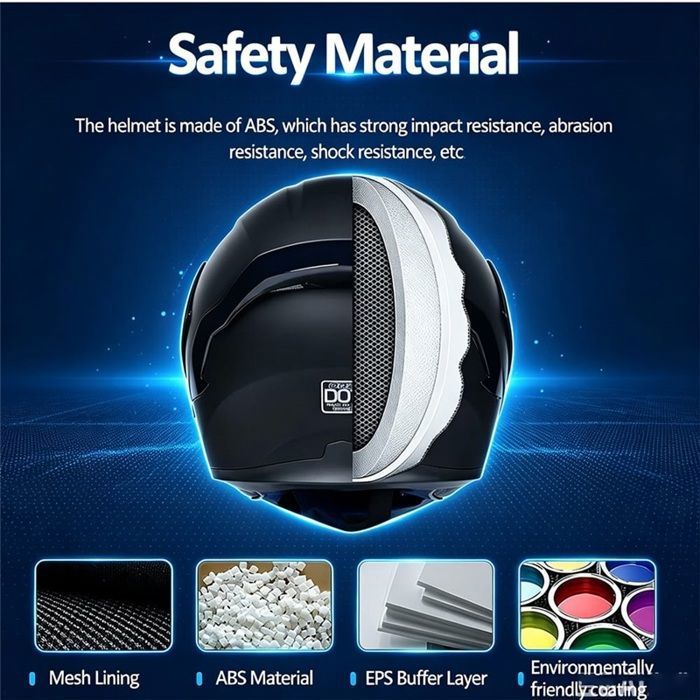 Safety Material
The helmet is made of ABS, which has strong impact resistance, abrasion
resistance, shock resistance, etc
DO
Mesh Lining
ABS Material
EPS Buffer Layer
Environmentally
friendly coating